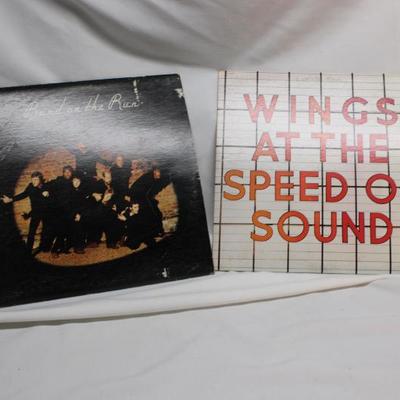 Band on the Run
WINGS
AT THE
SPEED O
SOUND